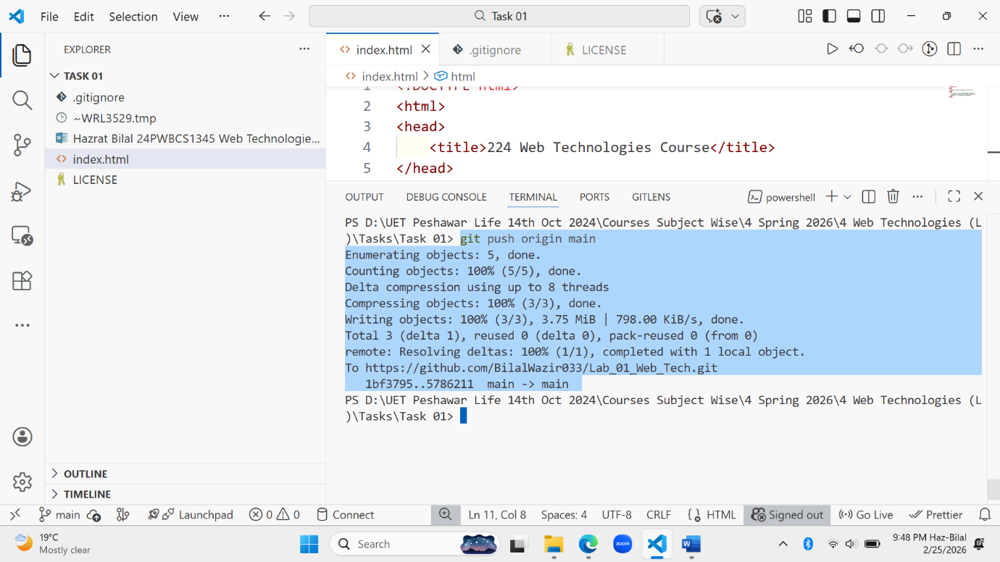 File Edit Selection View ··· Task 01
EXPLORER ···
TASK 01
.gitignore
~WRL3529.tmp
Hazrat Bilal 24PWBCS1345 Web Technologie...
index.html
LICENSE
OUTLINE
TIMELINE
index.html .gitignore LICENSE
index.html > html
1 <!DOCTYPE html>
2 <html>
3 <head>
4 <title>224 Web Technologies Course</title>
5 </head>
OUTPUT DEBUG CONSOLE TERMINAL PORTS GITLENS powershell
PS D:\UET Peshawar Life 14th Oct 2024\Courses Subject Wise\4 Spring 2026\4 Web Technologies (L
)\Tasks\Task 01> git push origin main
Enumerating objects: 5, done.
Counting objects: 100% (5/5), done.
Delta compression using up to 8 threads
Compressing objects: 100% (3/3), done.
Writing objects: 100% (3/3), 3.75 MiB | 798.00 KiB/s, done.
Total 3 (delta 1), reused 0 (delta 0), pack-reused 0 (from 0)
remote: Resolving deltas: 100% (1/1), completed with 1 local object.
To https://github.com/BilalWazir033/Lab_01_Web_Tech.git
1bf3795..5786211 main -> main
PS D:\UET Peshawar Life 14th Oct 2024\Courses Subject Wise\4 Spring 2026\4 Web Technologies (L
)\Tasks\Task 01>
main Launchpad 0 0 Connect Ln 11, Col 8 Spaces: 4 UTF-8 CRLF HTML Signed out Go Live Prettier
19°C
Mostly clear
Search
zoom
9:48 PM Haz-Bilal
2/25/2026